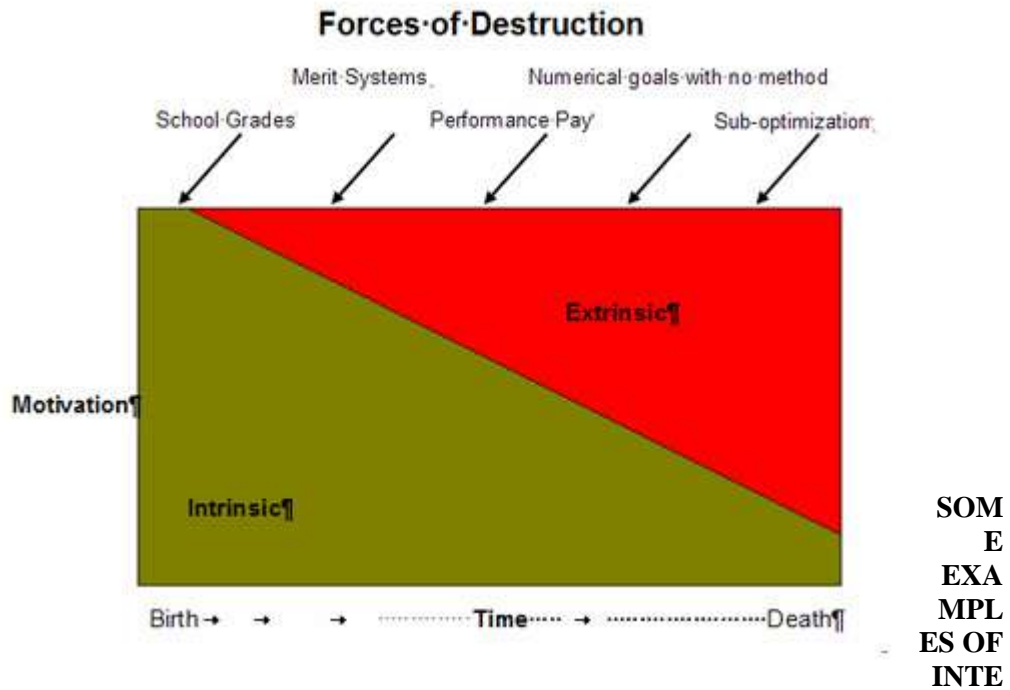 Forces·of·Destruction
Merit·Systems Numerical·goals·with·no·method
School·Grades Performance·Pay Sub-optimization
Extrinsic¶
Motivation¶
Intrinsic¶
Birth Time Death¶
SOM
E
EXA
MPL
ES OF
INTE